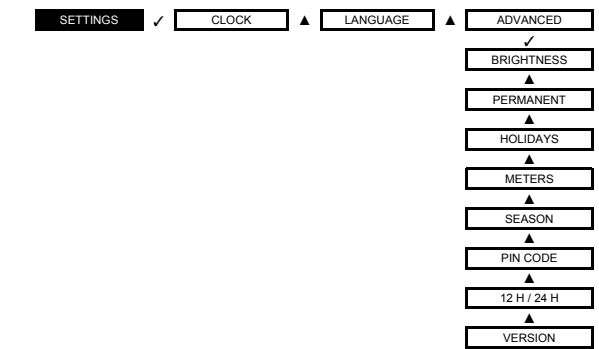 SETTINGS ✓ CLOCK ▲ LANGUAGE ▲ ADVANCED
✓
BRIGHTNESS
▲
PERMANENT
▲
HOLIDAYS
▲
METERS
▲
SEASON
▲
PIN CODE
▲
12 H / 24 H
▲
VERSION